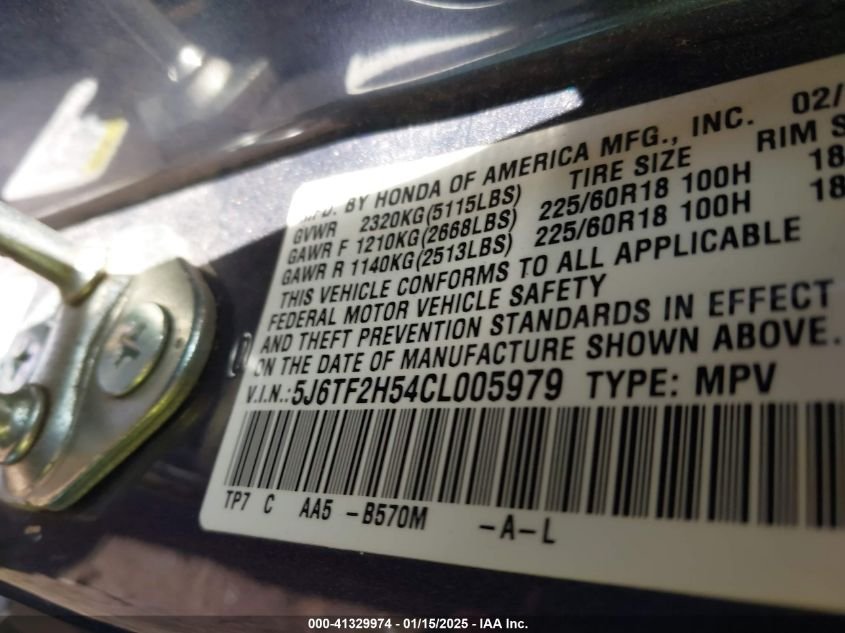 MFD. BY HONDA OF AMERICA MFG., INC. 02/
GVWR 2320KG(5115LBS) TIRE SIZE RIM S
GAWR F 1210KG(2668LBS) 225/60R18 100H 18
GAWR R 1140KG(2513LBS) 225/60R18 100H 18
THIS VEHICLE CONFORMS TO ALL APPLICABLE
FEDERAL MOTOR VEHICLE SAFETY
AND THEFT PREVENTION STANDARDS IN EFFECT
ON THE DATE OF MANUFACTURE SHOWN ABOVE.
V.I.N.:5J6TF2H54CL005979 TYPE: MPV
TP7 C AA5 -B570M -A-L
000-41329974 - 01/15/2025 - IAA Inc.